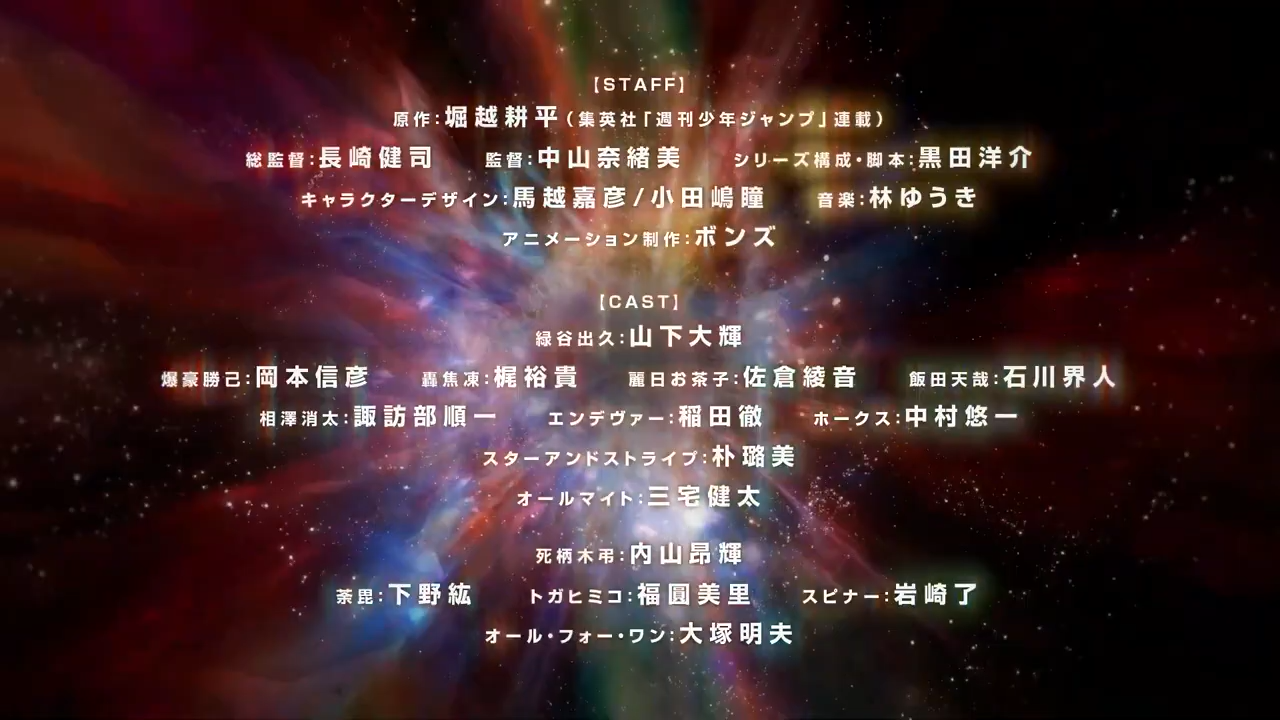 【STAFF】
原作:堀越耕平(集英社「週刊少年ジャンプ」連載)
総監督:長崎健司 監督:中山奈緒美 シリーズ構成・脚本:黒田洋介
キャラクターデザイン:馬越嘉彦/小田嶋瞳 音楽:林ゆうき
アニメーション制作:ボンズ
【CAST】
緑谷出久:山下大輝
爆豪勝己:岡本信彦 轟焦凍:梶裕貴 麗日お茶子:佐倉綾音 飯田天哉:石川界人
相澤消太:諏訪部順一 エンデヴァー:稲田徹 ホークス:中村悠一
スターアンドストライプ:朴璐美
オールマイト:三宅健太
死柄木弔:内山昂輝
荼毘:下野紘 トガヒミコ:福圓美里 スピナー:岩崎了
オール・フォー・ワン:大塚明夫